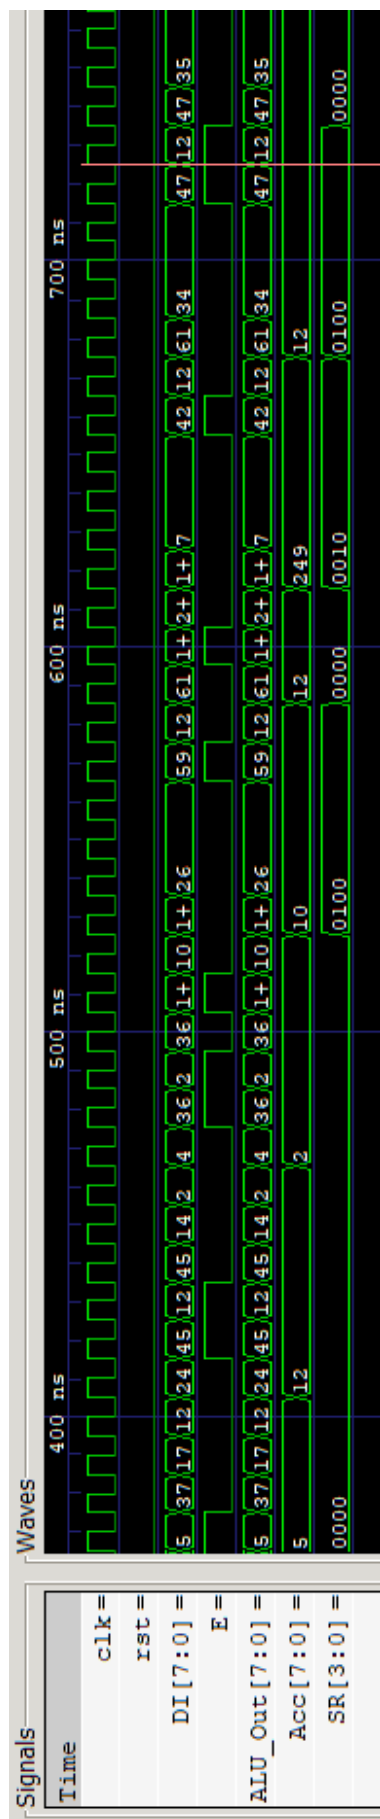 Signals
Waves
Time
400 ns 500 ns 600 ns 700 ns
clk =
rst =
DI[7:0] = 5 37 17 12 24 45 12 45 14 2 4 36 2 36 1+ 10 1+ 26 59 12 61 1+ 2+ 1+ 7 42 12 61 34 47 12 47 35
E =
ALU_Out[7:0] = 5 37 17 12 24 45 12 45 14 2 4 36 2 36 1+ 10 1+ 26 59 12 61 1+ 2+ 1+ 7 42 12 61 34 47 12 47 35
Acc[7:0] = 5 12 2 10 12 249 12
SR[3:0] = 0000 0100 0000 0010 0100 0000